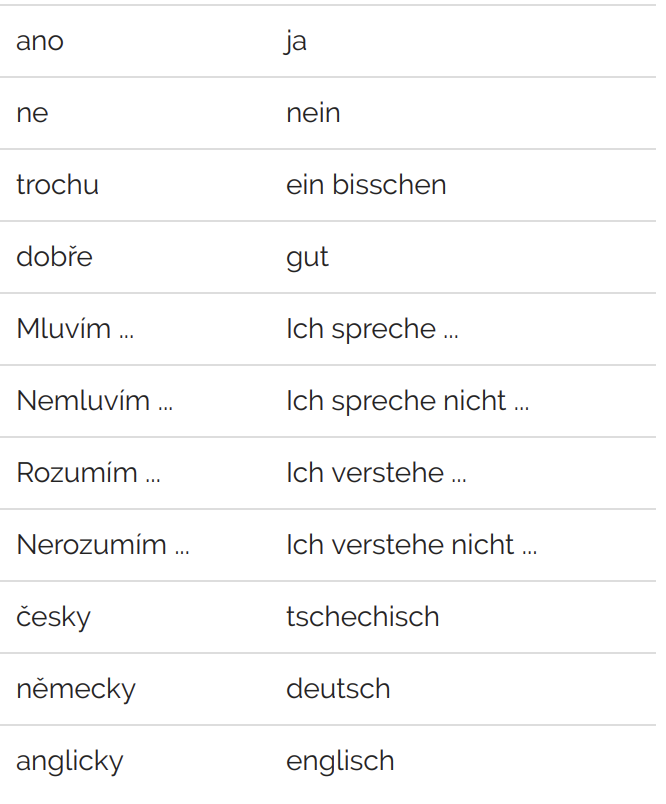 ano ja
ne nein
trochu ein bisschen
dobře gut
Mluvím ... Ich spreche ...
Nemluvím ... Ich spreche nicht ...
Rozumím ... Ich verstehe ...
Nerozumím ... Ich verstehe nicht ...
česky tschechisch
německy deutsch
anglicky englisch